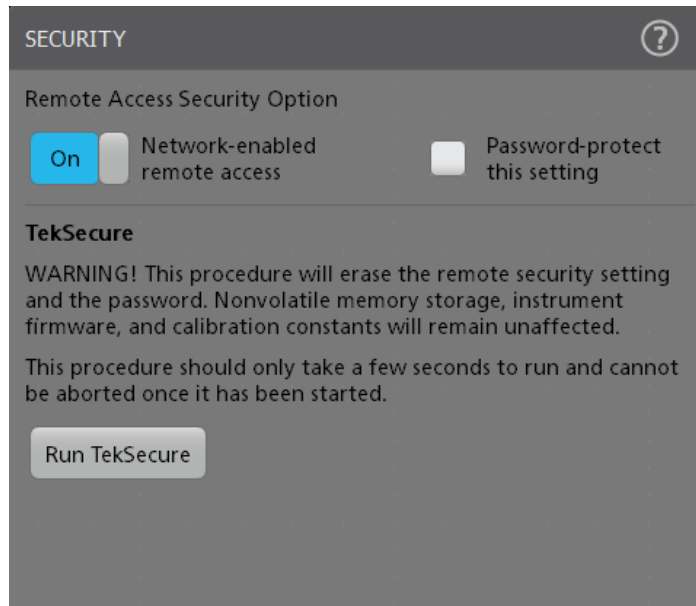 SECURITY
?
Remote Access Security Option
On
Network-enabled
remote access
Password-protect
this setting
TekSecure
WARNING! This procedure will erase the remote security setting
and the password. Nonvolatile memory storage, instrument
firmware, and calibration constants will remain unaffected.
This procedure should only take a few seconds to run and cannot
be aborted once it has been started.
Run TekSecure